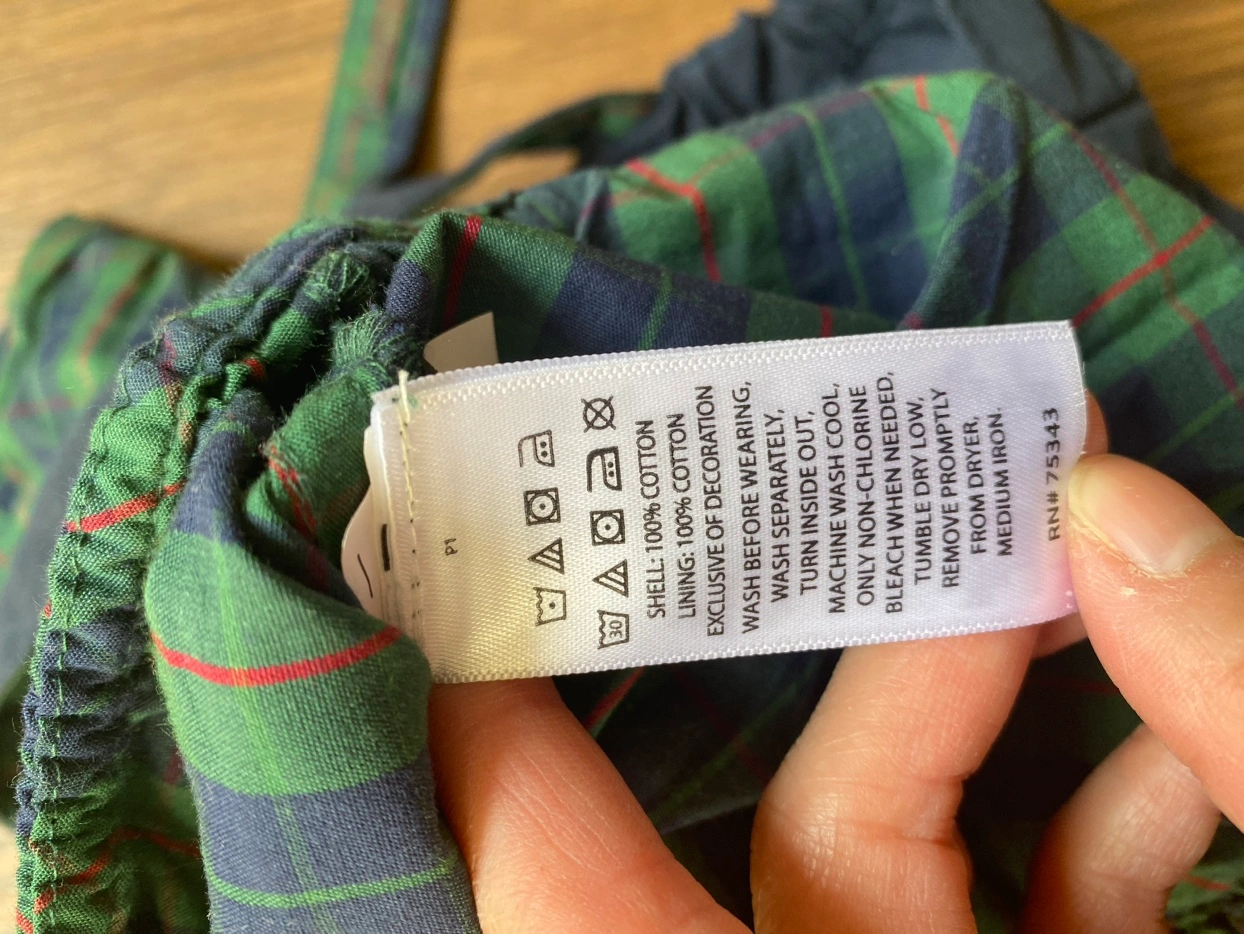 P1
30
SHELL: 100% COTTON
LINING: 100% COTTON
EXCLUSIVE OF DECORATION
WASH BEFORE WEARING,
WASH SEPARATELY,
TURN INSIDE OUT,
MACHINE WASH COOL,
ONLY NON-CHLORINE
BLEACH WHEN NEEDED,
TUMBLE DRY LOW,
REMOVE PROMPTLY
FROM DRYER,
MEDIUM IRON.
RN# 75343